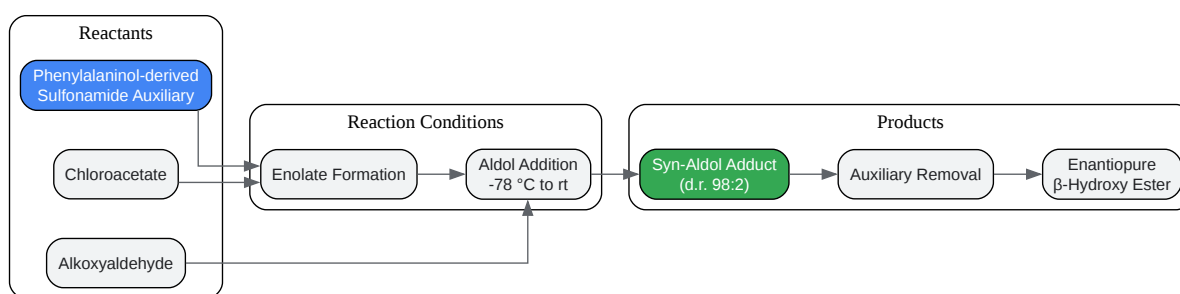 Reactants
Phenylalaninol-derived
Sulfonamide Auxiliary
Chloroacetate
Alkoxyaldehyde
Reaction Conditions
Enolate Formation
Aldol Addition
-78 °C to rt
Products
Syn-Aldol Adduct
(d.r. 98:2)
Auxiliary Removal
Enantiopure
β-Hydroxy Ester